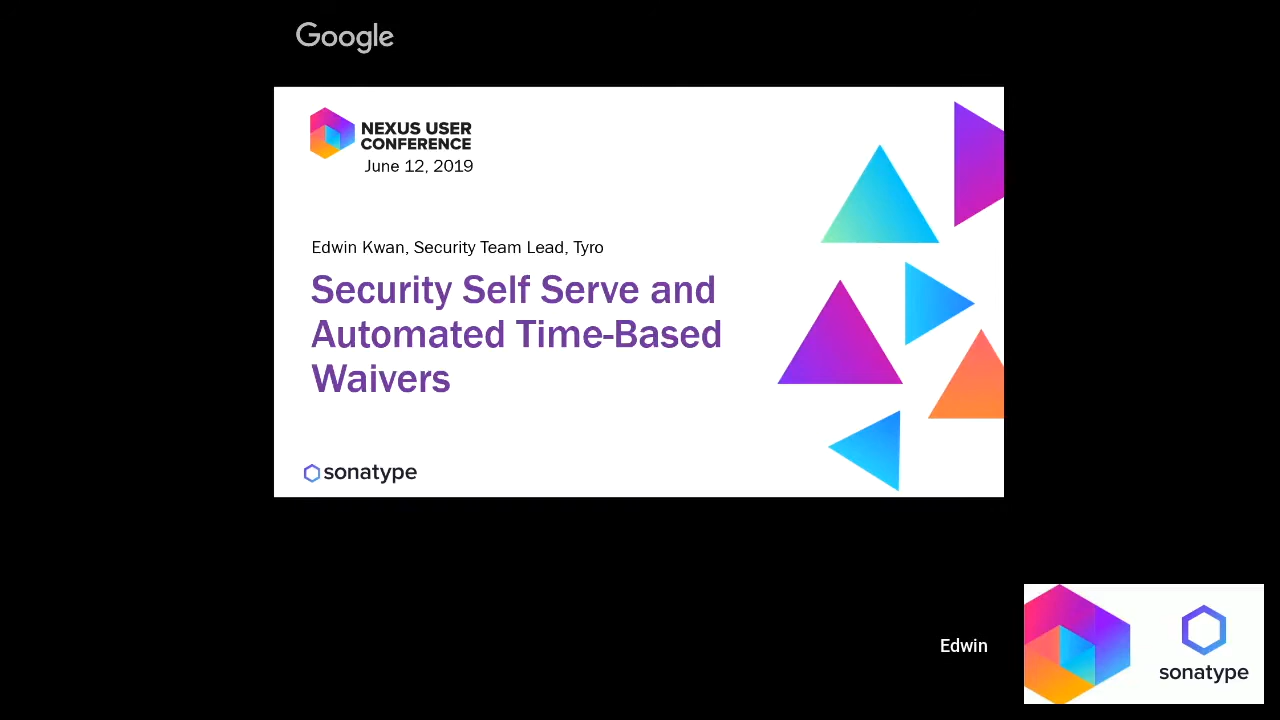 Google
NEXUS USER
CONFERENCE
June 12, 2019
Edwin Kwan, Security Team Lead, Tyro
Security Self Serve and
Automated Time-Based
Waivers
sonatype
Edwin
sonatype